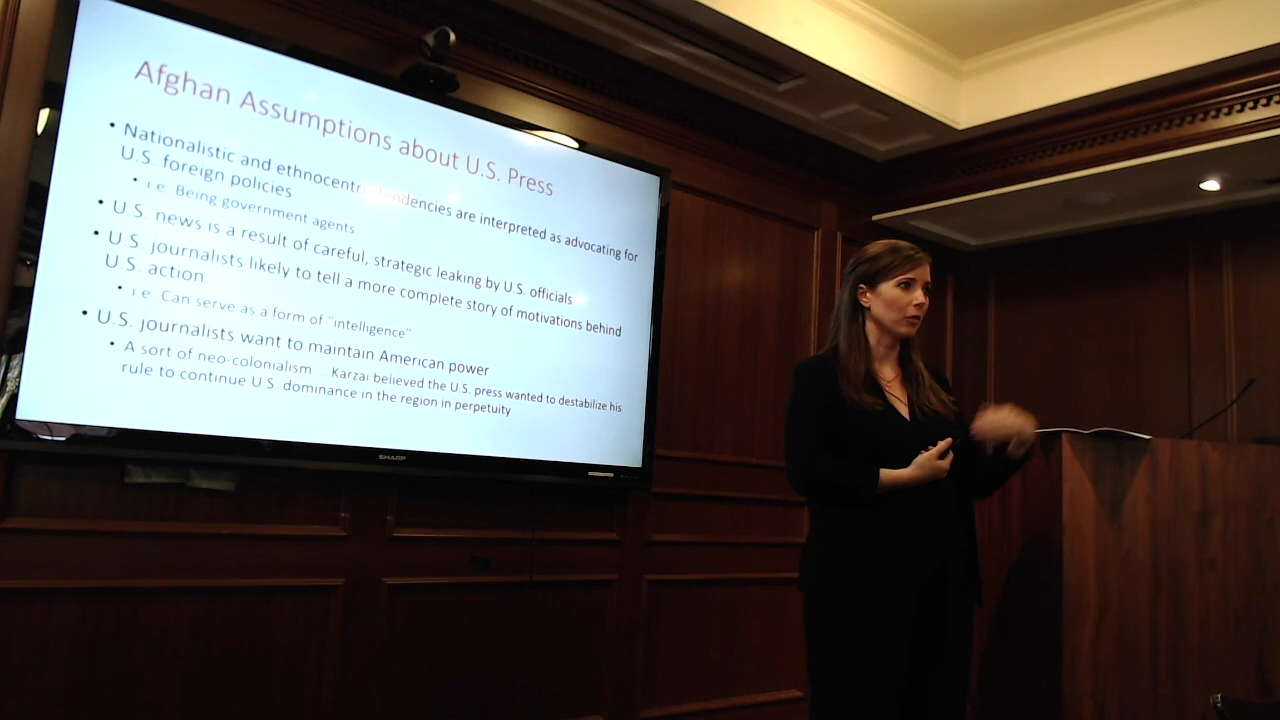 Afghan Assumptions about U.S. Press
• Nationalistic and ethnocentric tendencies are interpreted as advocating for
U.S. foreign policies
• i.e. Being government agents
• U.S. news is a result of careful, strategic leaking by U.S. officials
• U.S. journalists likely to tell a more complete story of motivations behind
U.S. action
• i.e. Can serve as a form of "intelligence"
• U.S. journalists want to maintain American power
• A sort of neo-colonialism... Karzai believed the U.S. press wanted to destabilize his
rule to continue U.S. dominance in the region in perpetuity
SHARP